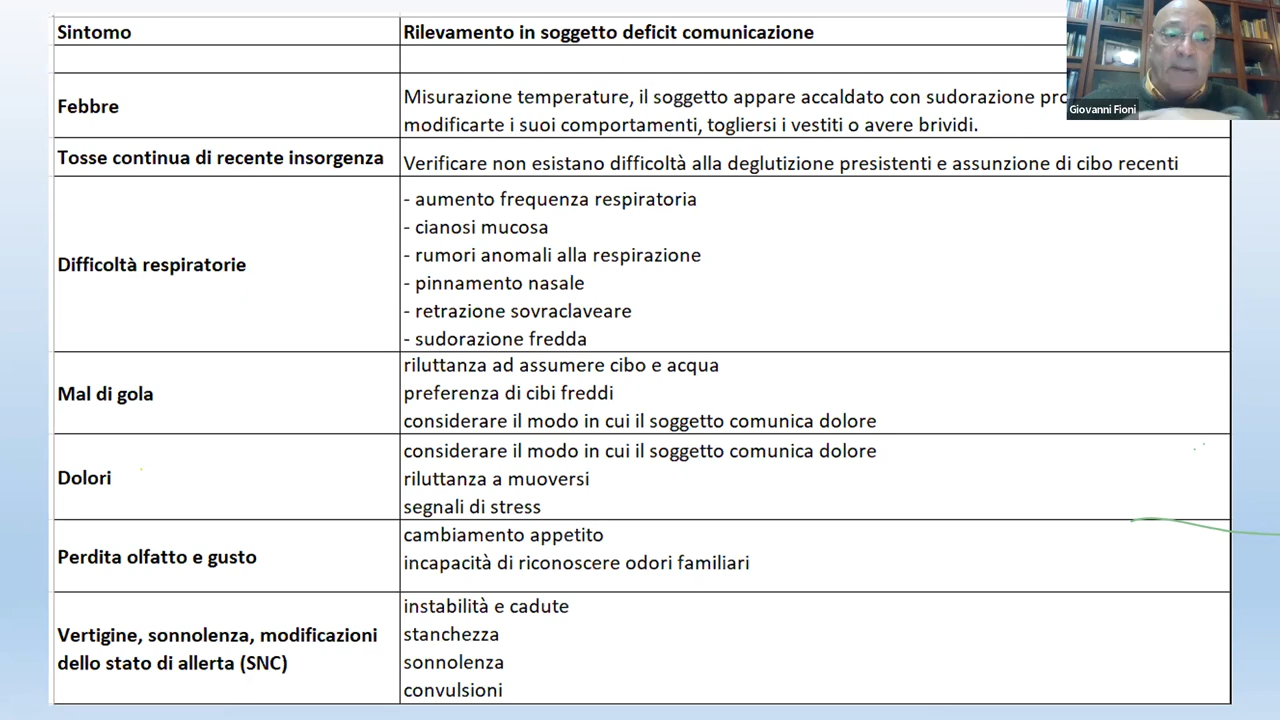 Sintomo
Rilevamento in soggetto deficit comunicazione
Febbre
Misurazione temperature, il soggetto appare accaldato con sudorazione
modificarte i suoi comportamenti, togliersi i vestiti o avere brividi.
Tosse continua di recente insorgenza
Verificare non esistano difficoltà alla deglutizione presistenti e assunzione di cibo recenti
Difficoltà respiratorie
- aumento frequenza respiratoria
- cianosi mucosa
- rumori anomali alla respirazione
- pinnamento nasale
- retrazione sovraclaveare
- sudorazione fredda
Mal di gola
riluttanza ad assumere cibo e acqua
preferenza di cibi freddi
considerare il modo in cui il soggetto comunica dolore
Dolori
considerare il modo in cui il soggetto comunica dolore
riluttanza a muoversi
segnali di stress
Perdita olfatto e gusto
cambiamento appetito
incapacità di riconoscere odori familiari
Vertigine, sonnolenza, modificazioni
dello stato di allerta (SNC)
instabilità e cadute
stanchezza
sonnolenza
convulsioni
Giovanni Fioni